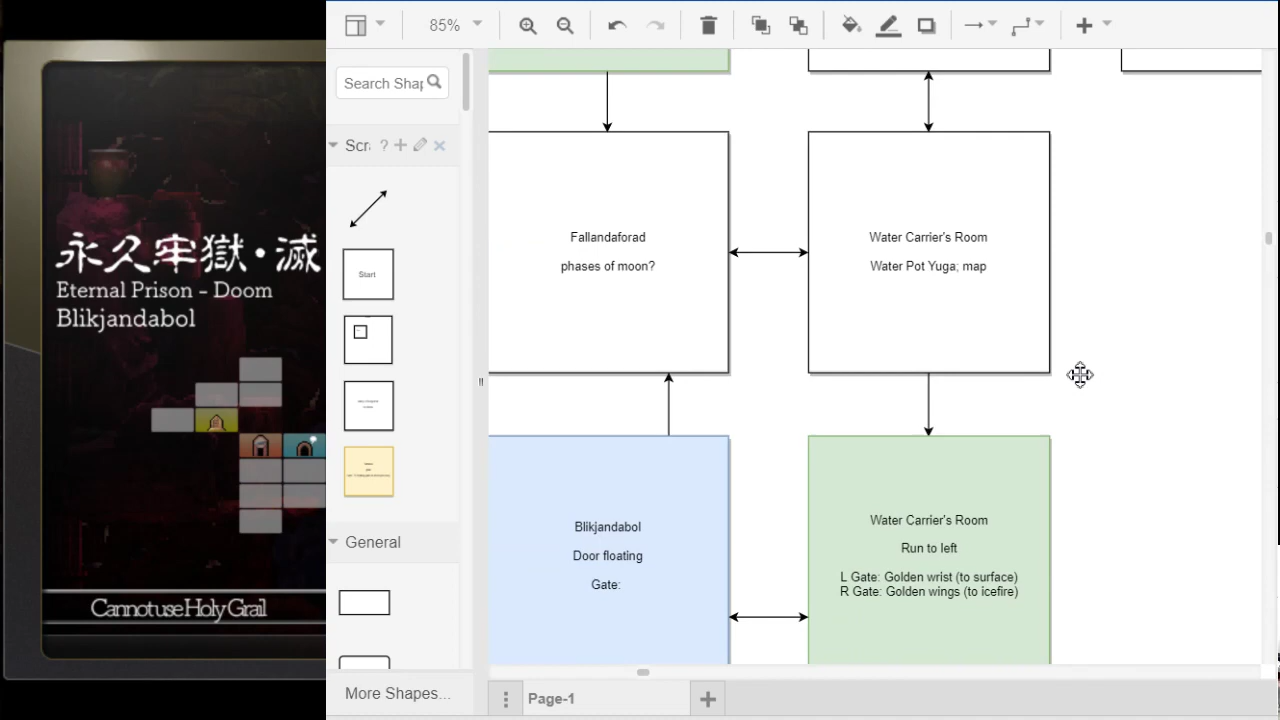 永久牢獄・滅
Eternal Prison - Doom
Blikjandabol
Cannot use Holy Grail
85%
Search Shap
Scr
?
Start
General
More Shapes...
Fallandaforad
phases of moon?
Water Carrier's Room
Water Pot Yuga; map
Blikjandabol
Door floating
Gate:
Water Carrier's Room
Run to left
L Gate: Golden wrist (to surface)
R Gate: Golden wings (to icefire)
Page-1